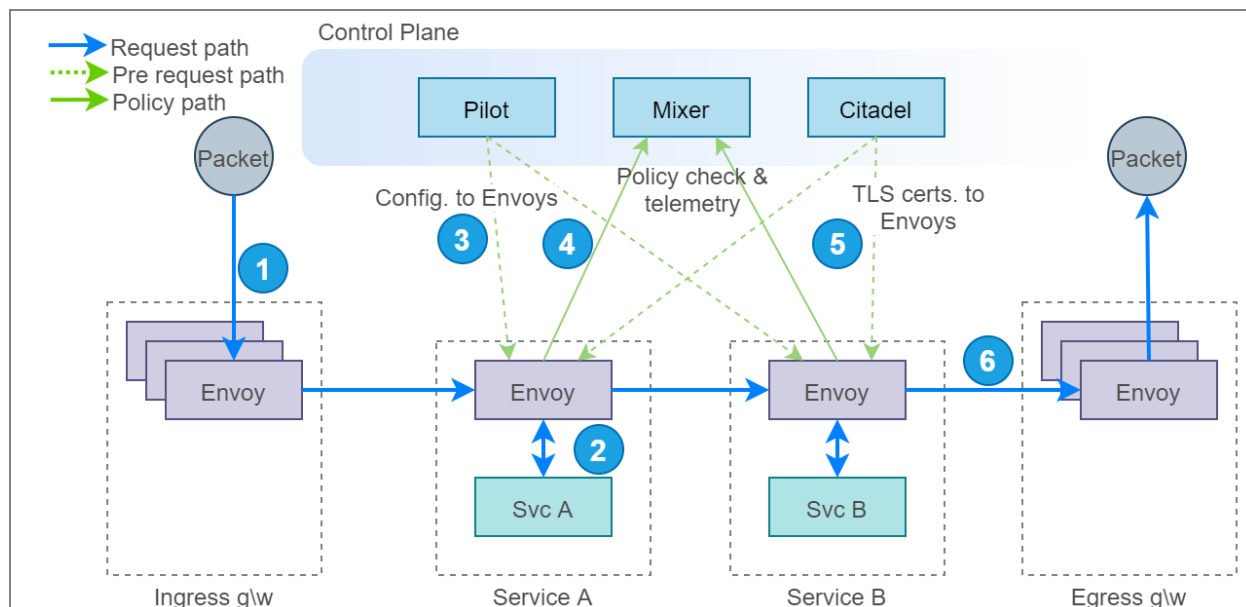 Control Plane
Request path
Pre request path
Policy path
Pilot
Mixer
Citadel
Packet
Packet
Policy check &
telemetry
Config. to Envoys
TLS certs. to
Envoys
3
4
5
1
6
Envoy
Envoy
Envoy
Envoy
2
Svc A
Svc B
Ingress g\w
Service A
Service B
Egress g\w